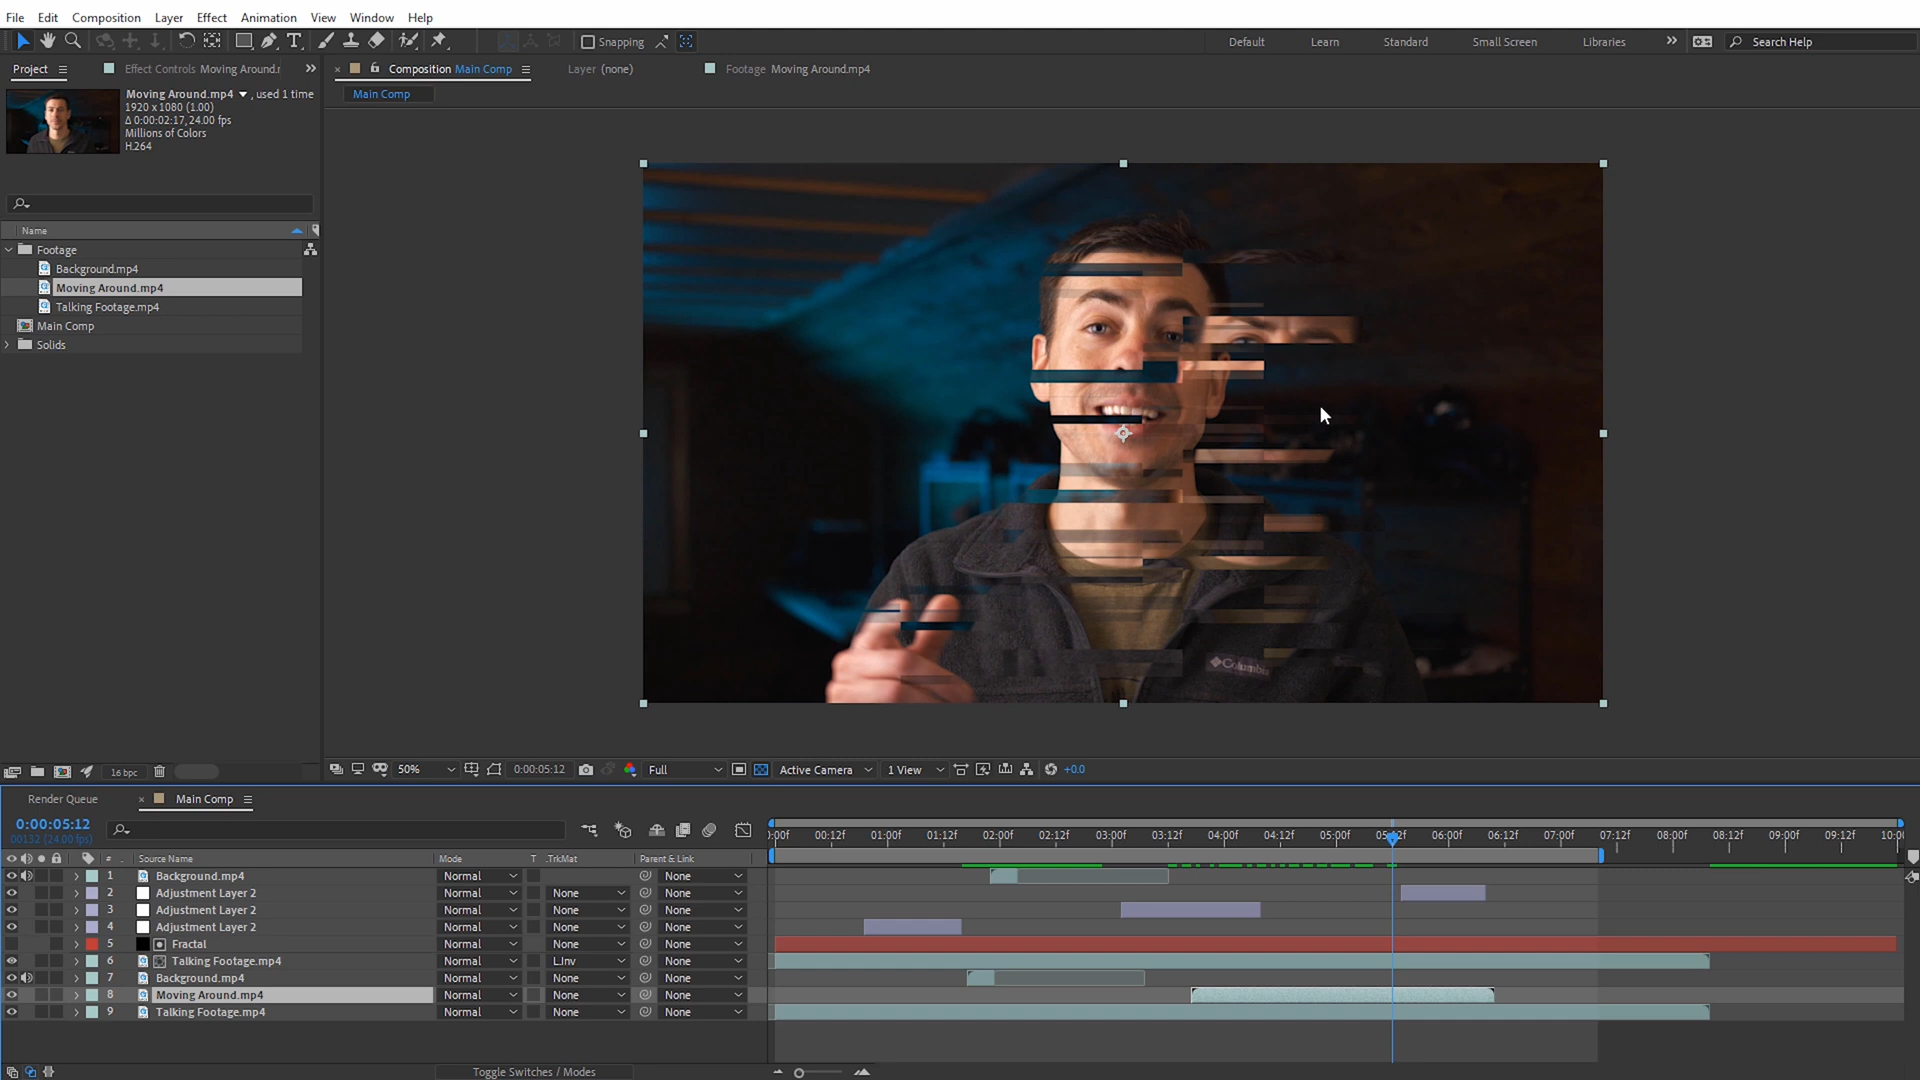 File Edit Composition Layer Effect Animation View Window Help
Snapping Default Learn Standard Small Screen Libraries Search Help
Project Effect Controls Moving Around.r Composition Main Comp Layer (none) Footage Moving Around.mp4
Main Comp
Moving Around.mp4 , used 1 time
1920 x 1080 (1.00)
Δ 0:00:02:17, 24.00 fps
Millions of Colors
H.264
Name
Footage
Background.mp4
Moving Around.mp4
Talking Footage.mp4
Main Comp
Solids
Columbia
16 bpc 50% 0:00:05:12 Full Active Camera 1 View +0.0
Render Queue Main Comp
0:00:05:12
00132 (24.00 fps)
:00f 00:12f 01:00f 01:12f 02:00f 02:12f 03:00f 03:12f 04:00f 04:12f 05:00f 05:12f 06:00f 06:12f 07:00f 07:12f 08:00f 08:12f 09:00f 09:12f 10:00
# Source Name Mode T .TrkMat Parent & Link
1 Background.mp4 Normal None
2 Adjustment Layer 2 Normal None None
3 Adjustment Layer 2 Normal None None
4 Adjustment Layer 2 Normal None None
5 Fractal Normal None None
6 Talking Footage.mp4 Normal L.Inv None
7 Background.mp4 Normal None None
8 Moving Around.mp4 Normal None None
9 Talking Footage.mp4 Normal None None
Toggle Switches / Modes